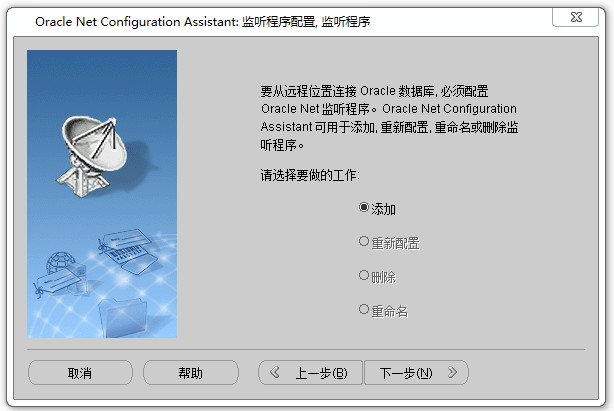 Oracle Net Configuration Assistant: 监听程序配置, 监听程序
要从远程位置连接 Oracle 数据库, 必须配置
Oracle Net 监听程序。Oracle Net Configuration
Assistant 可用于添加, 重新配置, 重命名或删除监
听程序。
请选择要做的工作:
添加
重新配置
删除
重命名
取消 帮助 上一步(B) 下一步(N)